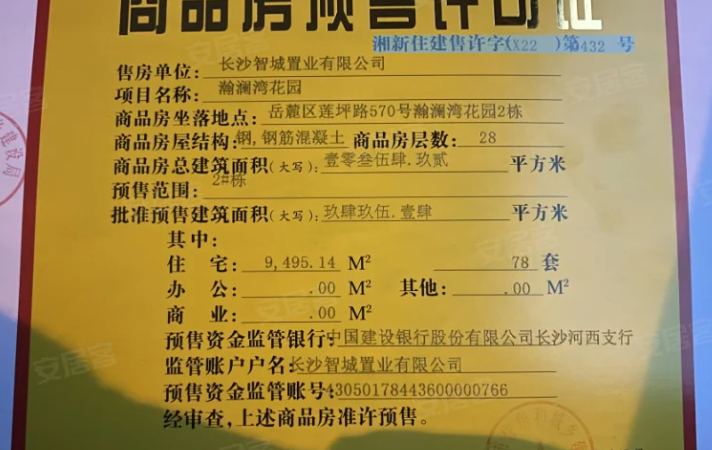 商品房预售许可证
湘新住建售许字(X22 )第432 号
售房单位: 长沙智城置业有限公司
项目名称: 瀚澜湾花园
商品房坐落地点: 岳麓区莲坪路570号瀚澜湾花园2栋
商品房屋结构: 钢,钢筋混凝土 商品房层数: 28
商品房总建筑面积(大写): 壹零叁伍肆.玖贰 平方米
预售范围: 2#栋
批准预售建筑面积(大写): 玖肆玖伍.壹肆 平方米
其中:
住 宅: 9,495.14 M² 78 套
办 公: .00 M² 其他: .00 M²
商 业: .00 M²
预售资金监管银行: 中国建设银行股份有限公司长沙河西支行
监管账户户名: 长沙智城置业有限公司
预售资金监管账号: 43050178443600000766
经审查,上述商品房准许预售。
安居客